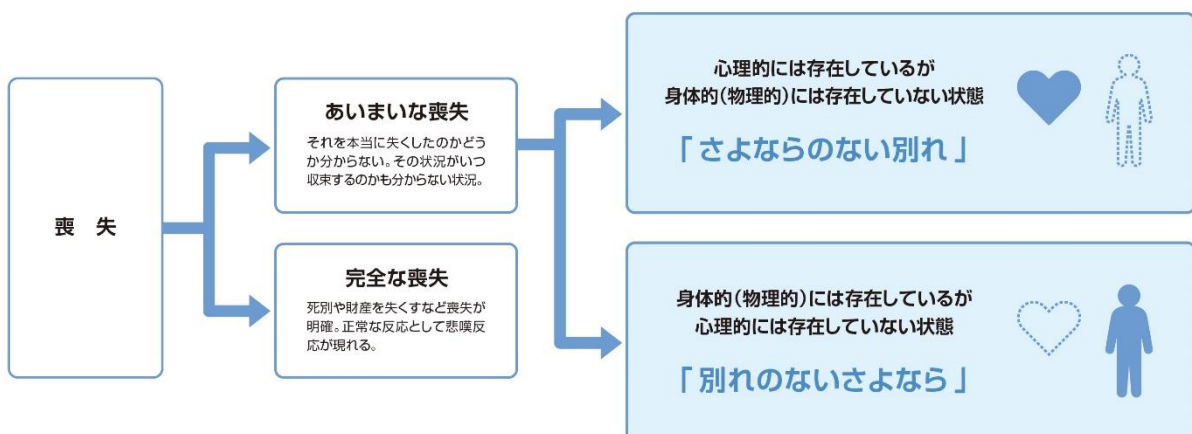 喪　失
あいまいな喪失
それを本当に失くしたのかどう
か分からない。その状況がいつ
収束するのかも分からない状況。
完全な喪失
死別や財産を失くすなど喪失が
明確。正常な反応として悲嘆反
応が現れる。
心理的には存在しているが
身体的(物理的)には存在していない状態
「さよならのない別れ」
身体的(物理的)には存在しているが
心理的には存在していない状態
「別れのないさよなら」